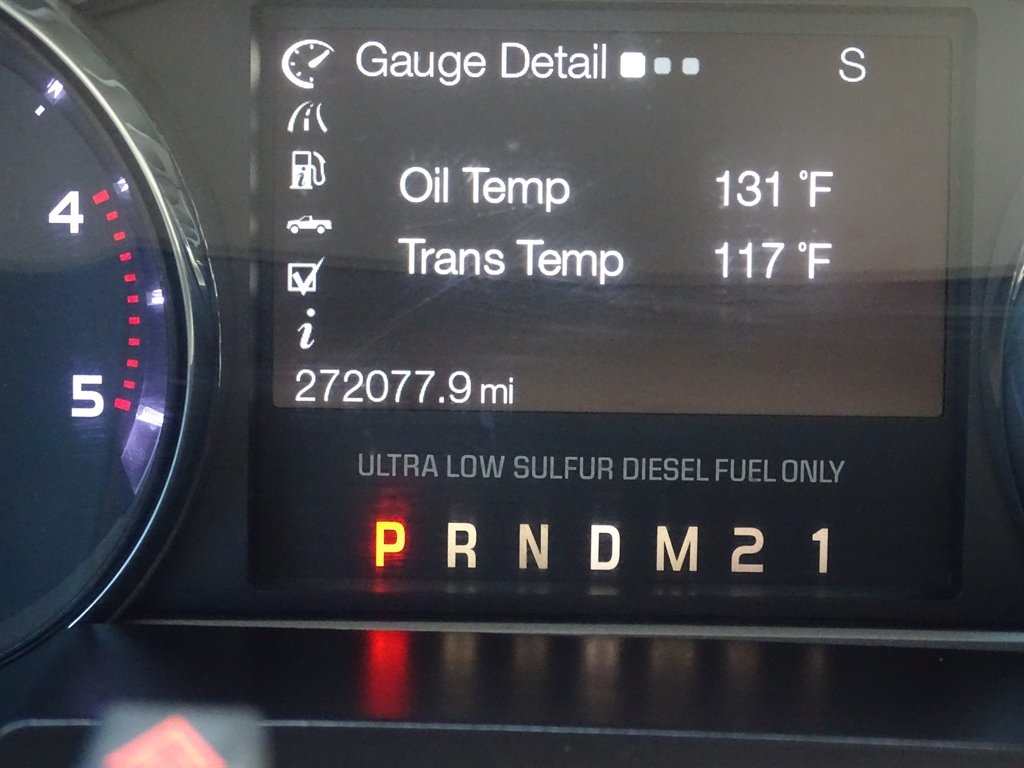 Gauge Detail S
Oil Temp 131 °F
Trans Temp 117 °F
i
272077.9 mi
4
5
ULTRA LOW SULFUR DIESEL FUEL ONLY
P R N D M 2 1